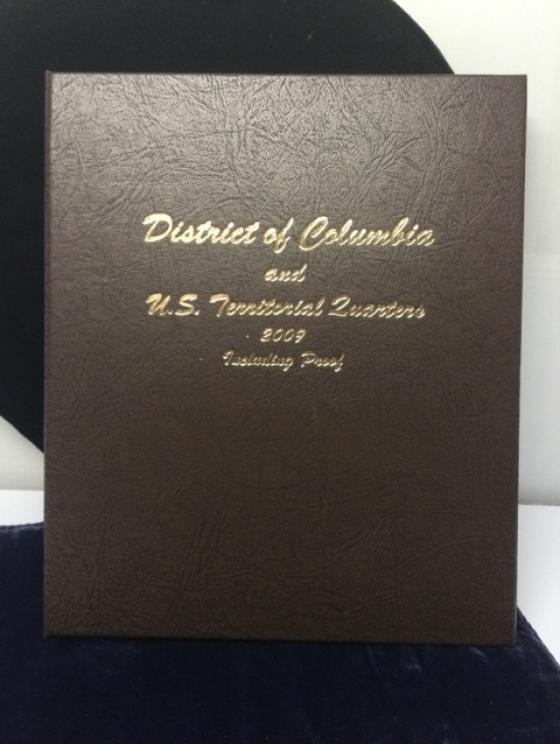 District of Columbia
and
U.S. Territorial Quarters
2009
Including Proof